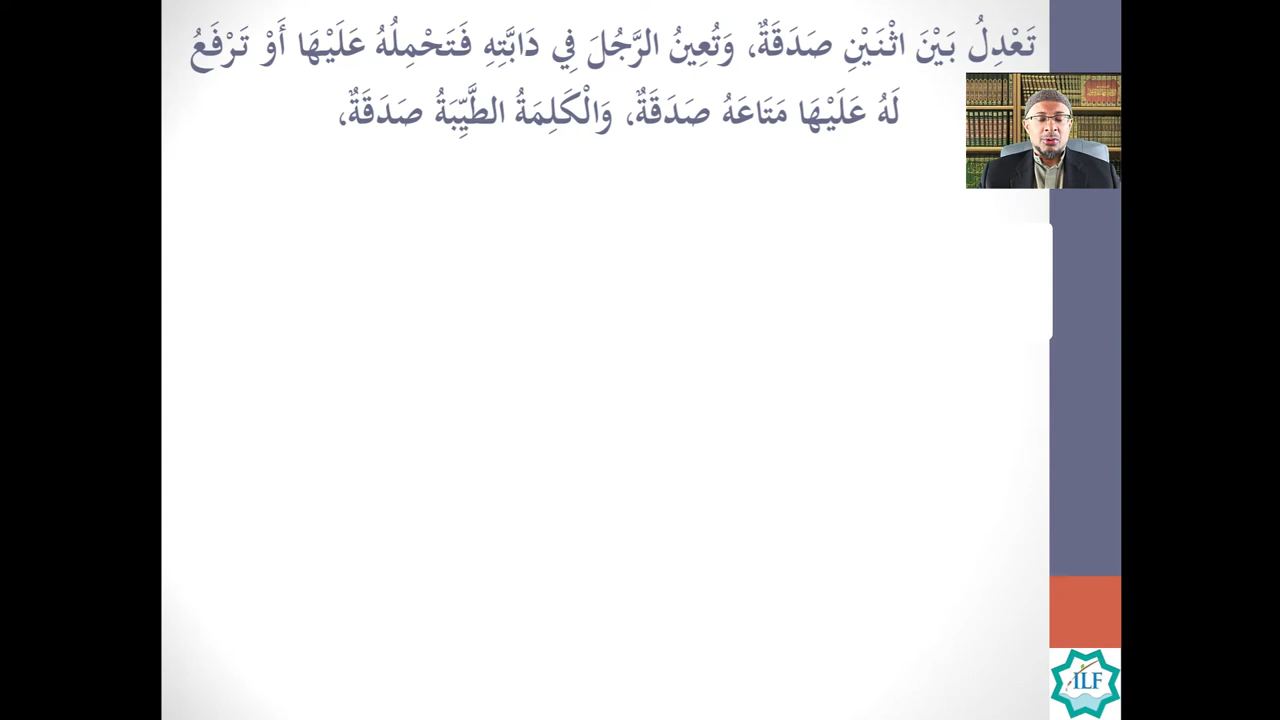 تَعْدِلُ بَيْنَ اثْنَيْنِ صَدَقَةٌ، وَتُعِينُ الرَّجُلَ فِي دَابَّتِهِ فَتَحْمِلُهُ عَلَيْهَا أَوْ تَرْفَعُ
لَهُ عَلَيْهَا مَتَاعَهُ صَدَقَةٌ، وَالْكَلِمَةُ الطَّيِّبَةُ صَدَقَةٌ،
ILF